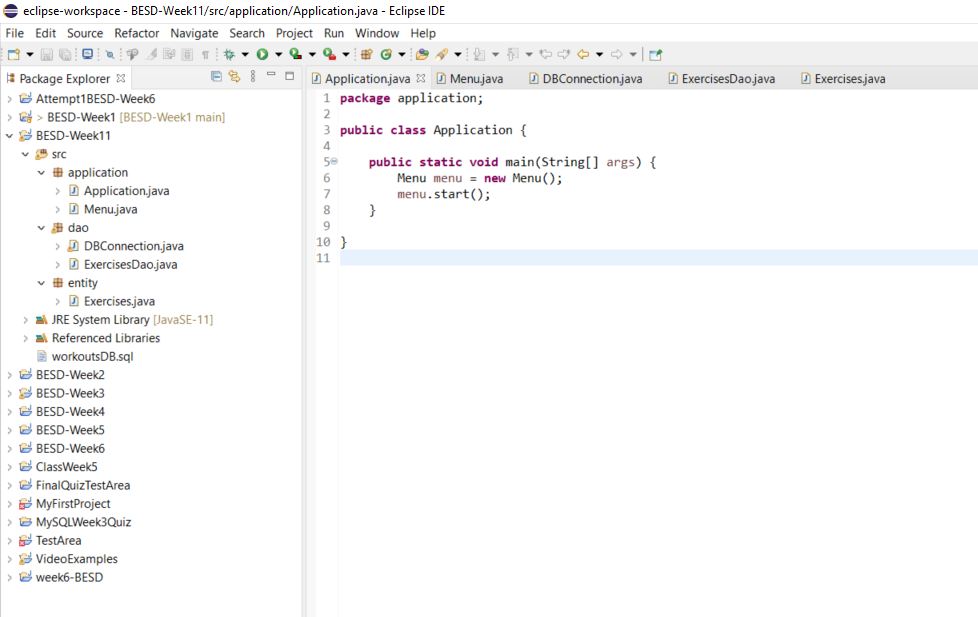 eclipse-workspace - BESD-Week11/src/application/Application.java - Eclipse IDE
File Edit Source Refactor Navigate Search Project Run Window Help
Package Explorer
Attempt1BESD-Week6
> BESD-Week1 [BESD-Week1 main]
BESD-Week11
src
application
Application.java
Menu.java
dao
DBConnection.java
ExercisesDao.java
entity
Exercises.java
JRE System Library [JavaSE-11]
Referenced Libraries
workoutsDB.sql
BESD-Week2
BESD-Week3
BESD-Week4
BESD-Week5
BESD-Week6
ClassWeek5
FinalQuizTestArea
MyFirstProject
MySQLWeek3Quiz
TestArea
VideoExamples
week6-BESD
Application.java Menu.java DBConnection.java ExercisesDao.java Exercises.java
1 package application;
2
3 public class Application {
4
5 public static void main(String[] args) {
6 Menu menu = new Menu();
7 menu.start();
8 }
9
10 }
11